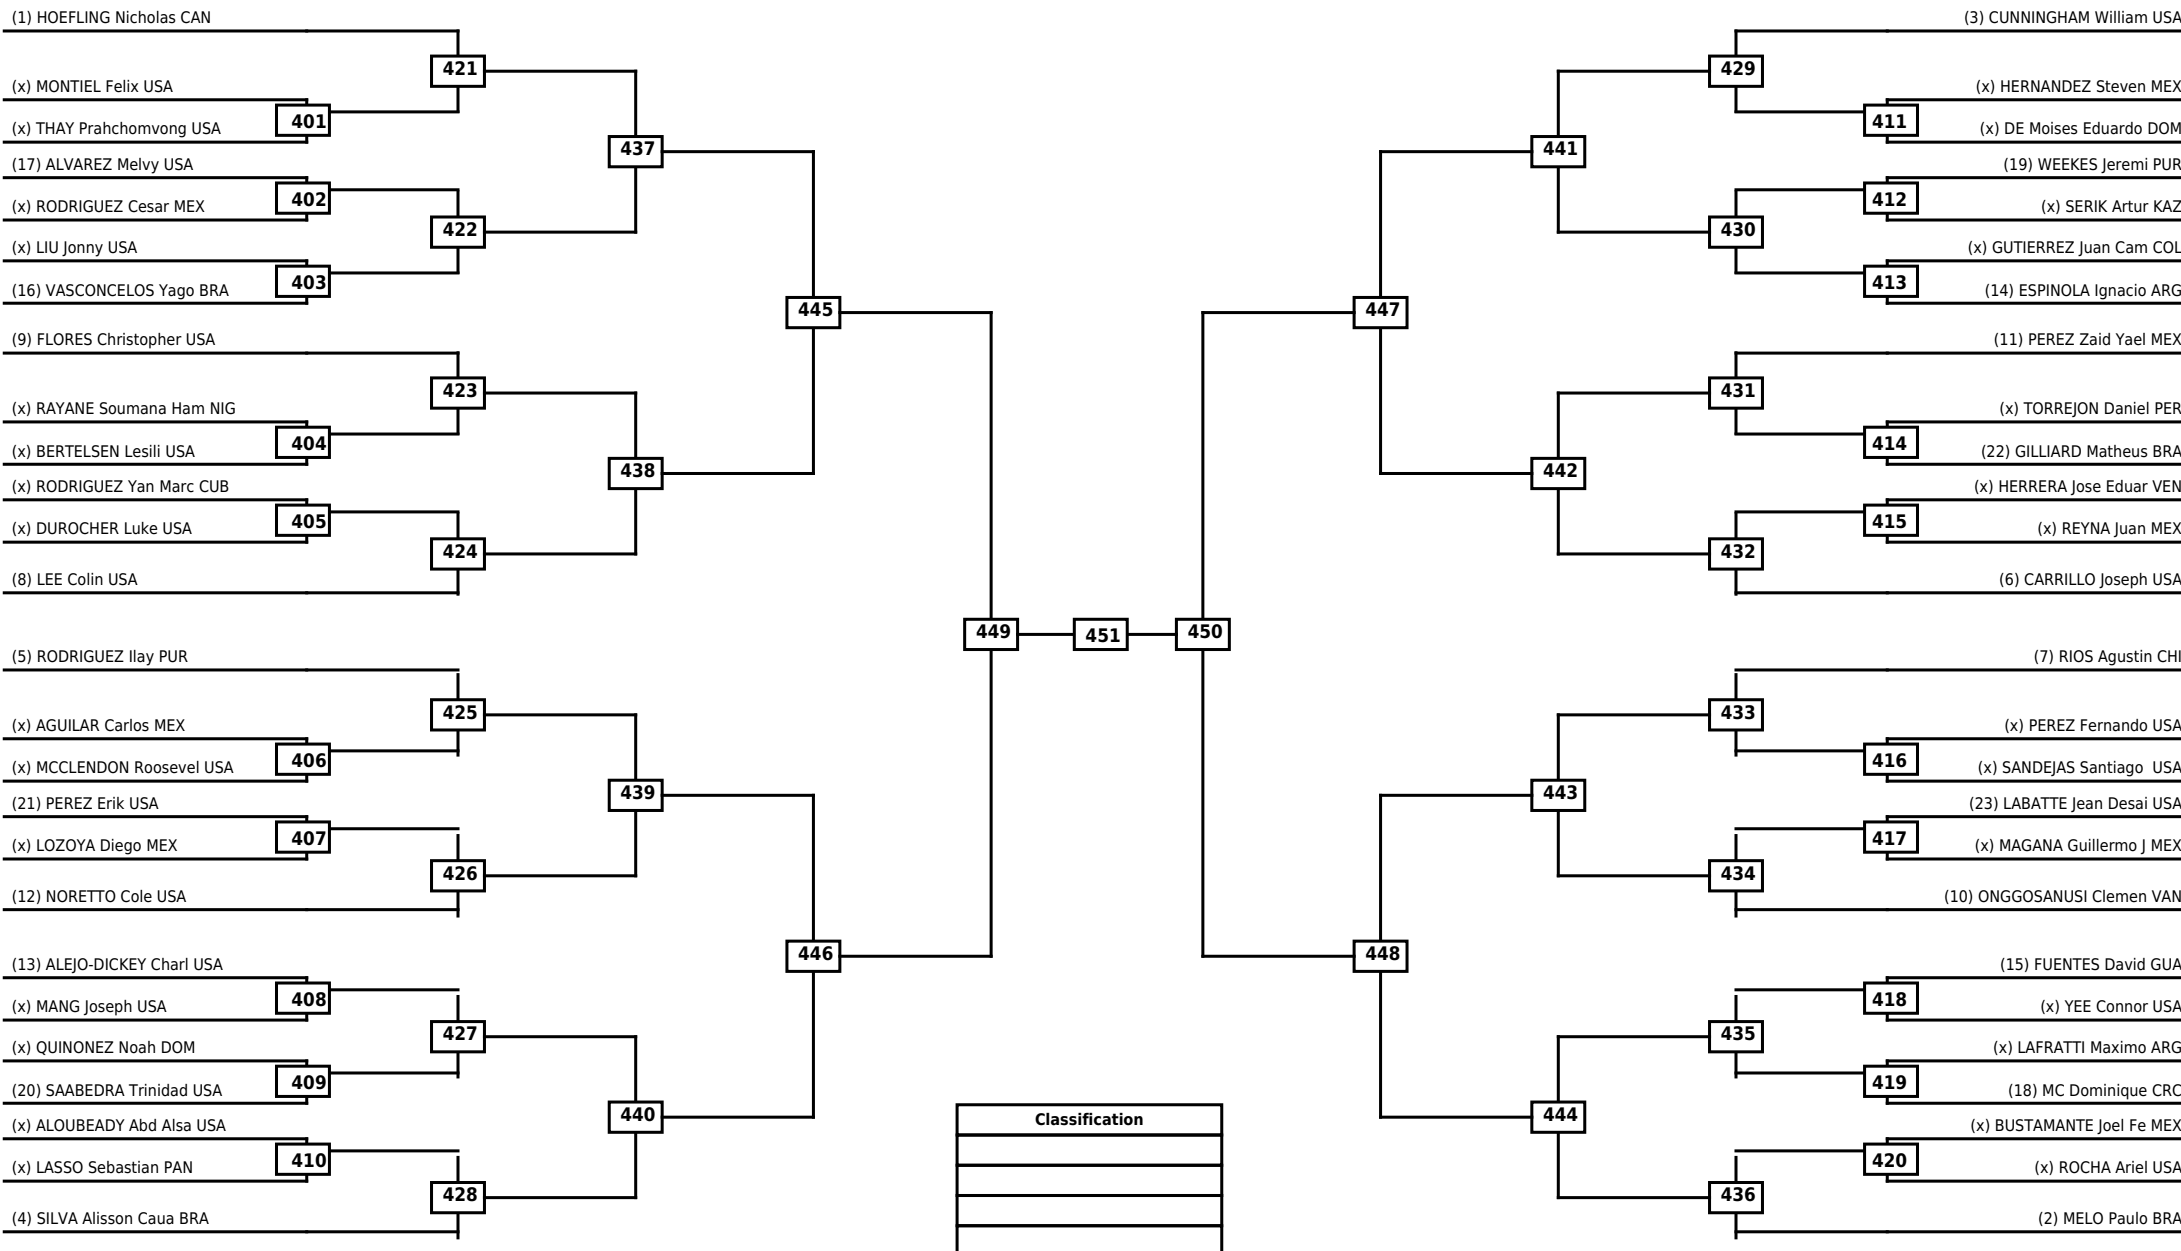 (1) HOEFLING Nicholas CAN
421
(x) MONTIEL Felix USA
401
(x) THAY Prahchomvong USA
437
(17) ALVAREZ Melvy USA
402
(x) RODRIGUEZ Cesar MEX
422
(x) LIU Jonny USA
403
(16) VASCONCELOS Yago BRA
445
(9) FLORES Christopher USA
423
(x) RAYANE Soumana Ham NIG
404
(x) BERTELSEN Lesili USA
438
(x) RODRIGUEZ Yan Marc CUB
405
(x) DUROCHER Luke USA
424
(8) LEE Colin USA
449
451
450
(5) RODRIGUEZ Ilay PUR
425
(x) AGUILAR Carlos MEX
406
(x) MCCLENDON Roosevel USA
439
(21) PEREZ Erik USA
407
(x) LOZOYA Diego MEX
426
(12) NORETTO Cole USA
446
(13) ALEJO-DICKEY Charl USA
408
(x) MANG Joseph USA
427
(x) QUINONEZ Noah DOM
409
(20) SAABEDRA Trinidad USA
440
(x) ALOUBEADY Abd Alsa USA
410
(x) LASSO Sebastian PAN
428
(4) SILVA Alisson Caua BRA
Classification
(3) CUNNINGHAM William USA
429
(x) HERNANDEZ Steven MEX
411
(x) DE Moises Eduardo DOM
441
(19) WEEKES Jeremi PUR
412
(x) SERIK Artur KAZ
430
(x) GUTIERREZ Juan Cam COL
413
(14) ESPINOLA Ignacio ARG
447
(11) PEREZ Zaid Yael MEX
431
(x) TORREJON Daniel PER
414
(22) GILLIARD Matheus BRA
442
(x) HERRERA Jose Eduar VEN
415
(x) REYNA Juan MEX
432
(6) CARRILLO Joseph USA
(7) RIOS Agustin CHI
433
(x) PEREZ Fernando USA
416
(x) SANDEJAS Santiago  USA
443
(23) LABATTE Jean Desai USA
417
(x) MAGANA Guillermo J MEX
434
(10) ONGGOSANUSI Clemen VAN
448
(15) FUENTES David GUA
418
(x) YEE Connor USA
435
(x) LAFRATTI Maximo ARG
419
(18) MC Dominique CRC
444
(x) BUSTAMANTE Joel Fe MEX
420
(x) ROCHA Ariel USA
436
(2) MELO Paulo BRA